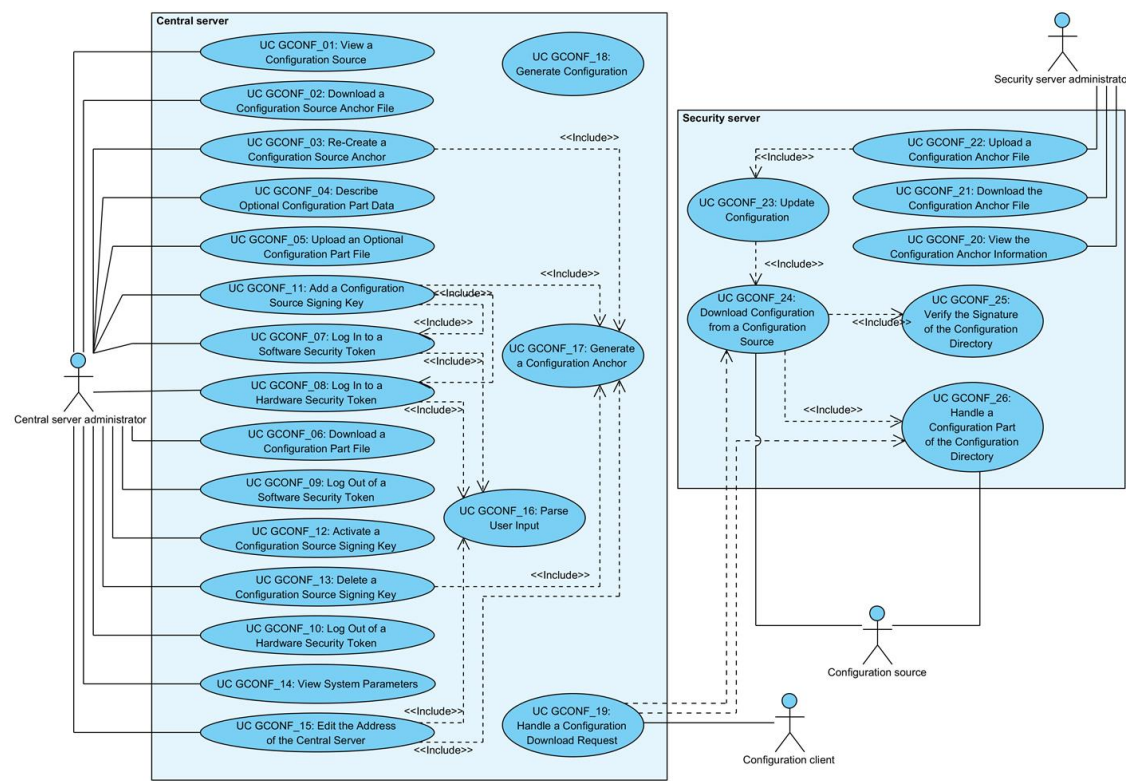 Central server
UC GCONF_01: View a
Configuration Source
UC GCONF_18:
Generate Configuration
UC GCONF_02: Download a
Configuration Source Anchor File
UC GCONF_03: Re-Create a
Configuration Source Anchor
<<Include>>
UC GCONF_04: Describe
Optional Configuration Part Data
UC GCONF_05: Upload an Optional
Configuration Part File
<<Include>>
UC GCONF_11: Add a Configuration
Source Signing Key
<<Include>>
<<Include>>
UC GCONF_07: Log In to a
Software Security Token
<<Include>>
UC GCONF_17: Generate
a Configuration Anchor
UC GCONF_08: Log In to a
Hardware Security Token
<<Include>>
Central server administrator
UC GCONF_06: Download a
Configuration Part File
UC GCONF_09: Log Out of a
Software Security Token
UC GCONF_16: Parse
User Input
UC GCONF_12: Activate a
Configuration Source Signing Key
UC GCONF_13: Delete a
Configuration Source Signing Key
<<Include>>
UC GCONF_10: Log Out of a
Hardware Security Token
UC GCONF_14: View System Parameters
<<Include>>
UC GCONF_15: Edit the Address
of the Central Server
<<Include>>
UC GCONF_19:
Handle a Configuration
Download Request
Security server administrator
Security server
UC GCONF_22: Upload a
Configuration Anchor File
<<Include>>
UC GCONF_23: Update
Configuration
UC GCONF_21: Download the
Configuration Anchor File
UC GCONF_20: View the
Configuration Anchor Information
<<Include>>
UC GCONF_24:
Download Configuration
from a Configuration
Source
<<Include>>
UC GCONF_25:
Verify the Signature
of the Configuration
Directory
<<Include>>
UC GCONF_26:
Handle a
Configuration Part
of the Configuration
Directory
Configuration source
Configuration client